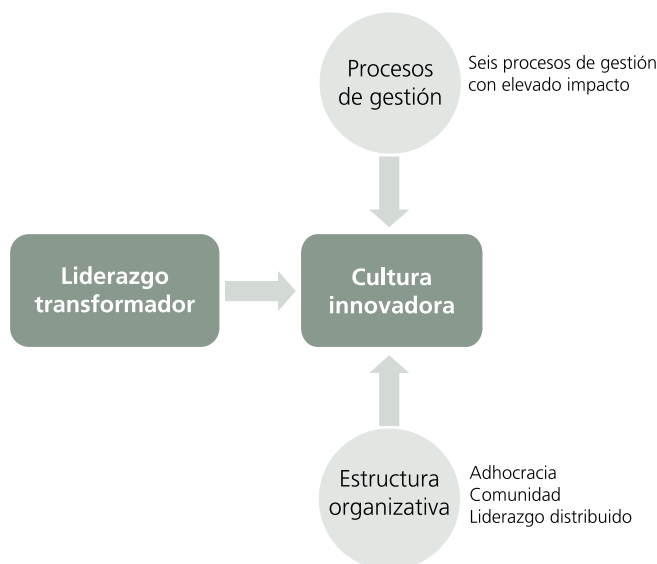 Procesos
de gestión
Seis procesos de gestión
con elevado impacto
Liderazgo
transformador
Cultura
innovadora
Estructura
organizativa
Adhocracia
Comunidad
Liderazgo distribuido